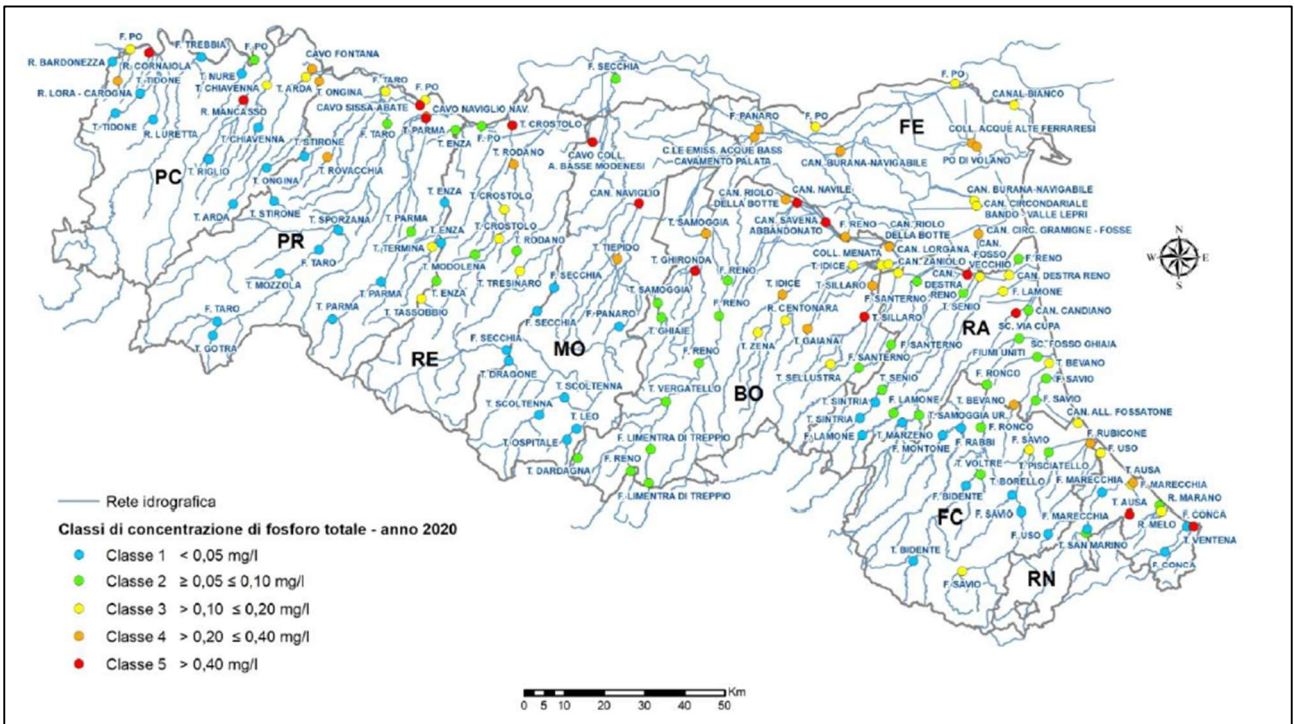 F. SECCHIA
F. PO
F. TREBBIA
F. PO
CAVO FONTANA
R. BARDONEZZA
R. CORNAIOLA
T. TIDONE
T. NURE
T. CHIAVENNA
T. ARDA
T. ONGINA
F. TARO
F. PO
F. PO
CANAL BIANCO
R. LORA - CAROGNA
R. MANCASSO
CAVO SISSA-ABATE
CAVO NAVIGLIO NAV.
F. PANARO
F. PO
FE
T. TIDONE
R. LURETTA
T. CHIAVENNA
F. TARO
T. PARMA
T. ENZA
F. PO
T. CROSTOLO
COLL. ACQUE ALTE FERRARESI
T. STIRONE
T. RODANO
CAVO COLL.
A. BASSE MODENESI
C.LE EMISS. ACQUE BASS
CAVAMENTO PALATA
CAN. BURANA-NAVIGABILE
PO DI VOLANO
PC
T. RIGLIO
T. ONGINA
T. ROVACCHIA
CAN. NAVIGLIO
CAN. RIOLO
DELLA BOTTE
CAN. NAVILE
CAN. BURANA-NAVIGABILE
CAN. CIRCONDARIALE
BANDO - VALLE LEPRI
T. ARDA
T. STIRONE
T. SPORZANA
T. PARMA
T. ENZA
T. CROSTOLO
T. SAMOGGIA
CAN. SAVENA
ABBANDONATO
F. RENO
CAN. RIOLO
DELLA BOTTE
CAN. CIRC. GRAMIGNE - FOSSE
PR
T. TERMINA
T. ENZA
T. CROSTOLO
T. RODANO
T. TIEPIDO
COLL. MENATA
CAN. LORGANA
CAN.
FOSSO
VECCHIO
F. TARO
T. MODOLENA
T. TRESINARO
F. SECCHIA
T. GHIRONDA
F. RENO
T. IDICE
CAN. ZANIOLO
F. RENO
T. MOZZOLA
T. PARMA
T. ENZA
T. SAMOGGIA
T. IDICE
T. SILLARO
CAN.
DESTRA
RENO
CAN. DESTRA RENO
F. LAMONE
F. TARO
T. PARMA
T. TASSOBBIO
F. SECCHIA
F. PANARO
F. RENO
R. CENTONARA
F. SANTERNO
T. SENIO
CAN. CANDIANO
T. GOTRA
RE
F. SECCHIA
MO
T. GHIAIE
T. ZENA
T. GAIANA
T. SILLARO
RA
SC. VIA CUPA
T. DRAGONE
F. RENO
F. SANTERNO
SC. FOSSO GHIAIA
FIUMI UNITI
T. SCOLTENNA
T. VERGATELLO
BO
T. SELLUSTRA
F. SANTERNO
F. RONCO
T. BEVANO
F. SAVIO
T. SCOLTENNA
T. LEO
T. SENIO
T. SINTRIA
F. LAMONE
T. BEVANO
F. SAVIO
T. OSPITALE
F. LIMENTRA DI TREPPIO
T. SINTRIA
T. SAMOGGIA UR.
CAN. ALL. FOSSATONE
F. LAMONE
T. MARZENO
F. RONCO
F. RUBICONE
T. DARDAGNA
F. RENO
F. MONTONE
F. RABBI
F. SAVIO
F. USO
F. LIMENTRA DI TREPPIO
T. VOLTRE
T. PISCIATELLO
T. AUSA
F. BIDENTE
T. BORELLO
F. MARECCHIA
F. MARECCHIA
R. MARANO
FC
F. SAVIO
F. MARECCHIA
T. AUSA
R. MELO
F. CONCA
F. USO
T. SAN MARINO
T. VENTENA
T. BIDENTE
F. SAVIO
RN
F. CONCA
N
W
E
S
Rete idrografica
Classi di concentrazione di fosforo totale - anno 2020
Classe 1 < 0,05 mg/l
Classe 2 ≥ 0,05 ≤ 0,10 mg/l
Classe 3 > 0,10 ≤ 0,20 mg/l
Classe 4 > 0,20 ≤ 0,40 mg/l
Classe 5 > 0,40 mg/l
Km
0 5 10 20 30 40 50